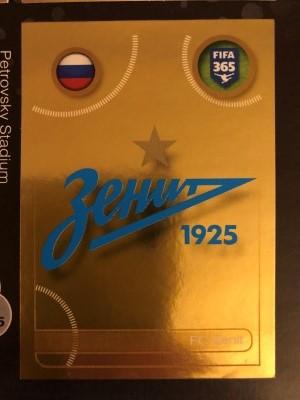 Petrovsky Stadium
FIFA
365
Зенит
1925
FC Zenit